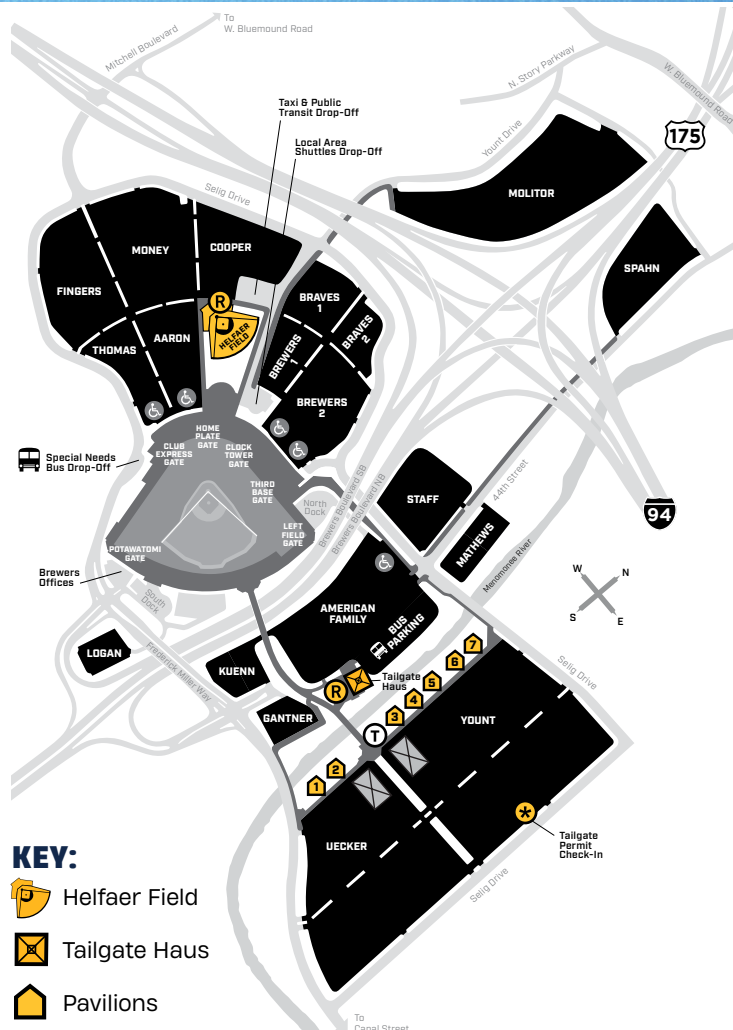 To
W. Bluemound Road
Mitchell Boulevard
N. Story Parkway
W. Bluemound Road
Taxi & Public
Transit Drop-Off
Local Area
Shuttles Drop-Off
Yount Drive
175
Selig Drive
MOLITOR
MONEY
COOPER
SPAHN
FINGERS
R
BRAVES
1
BRAVES
2
HELFAER
FIELD
THOMAS
AARON
BREWERS
1
BREWERS
2
HOME
PLATE
GATE
CLUB
EXPRESS
GATE
CLOCK
TOWER
GATE
Special Needs
Bus Drop-Off
THIRD
BASE
GATE
North
Dock
Brewers Boulevard SB
Brewers Boulevard NB
STAFF
44th Street
94
LEFT
FIELD
GATE
MATHEWS
POTAWATOMI
GATE
Menomonee River
Brewers
Offices
South
Dock
W
N
S
E
AMERICAN
FAMILY
BUS
PARKING
LOGAN
Frederick Miller Way
KUENN
7
6
5
4
3
Tailgate
Haus
R
Selig Drive
GANTNER
YOUNT
T
2
1
UECKER
*
Tailgate
Permit
Check-In
Selig Drive
KEY:
Helfaer Field
Tailgate Haus
Pavilions
To
Canal Street